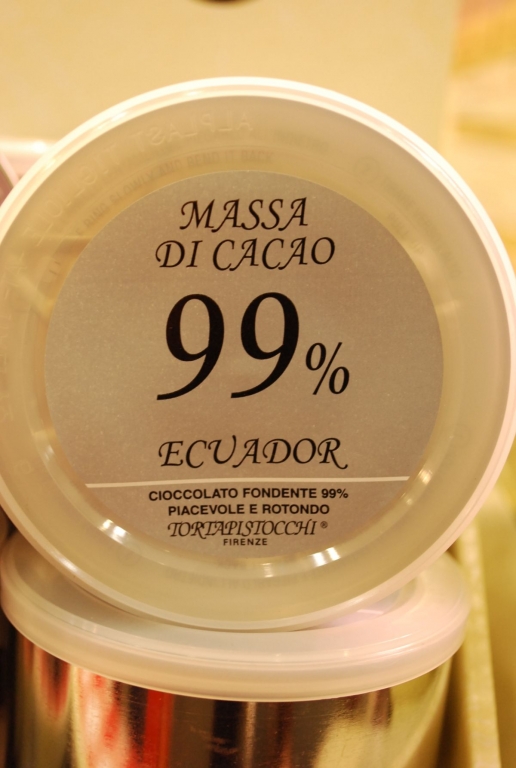 MASSA
DI CACAO
99%
ECUADOR
CIOCCOLATO FONDENTE 99%
PIACEVOLE E ROTONDO
TORTAPISTOCCHI®
FIRENZE